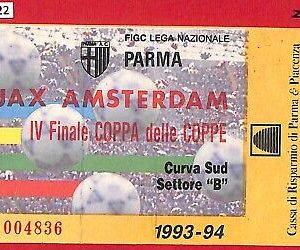 22
FIGC LEGA NAZIONALE
PARMA
JAX AMSTERDAM
IV Finale COPPA delle COPPE
Curva Sud
Settore "B"
004836
1993-94
Cassa di Risparmio di Parma & Piacenza